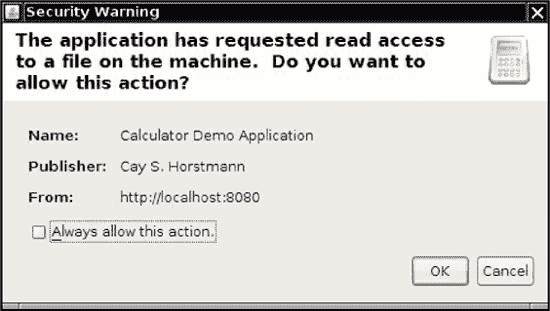 Security Warning
The application has requested read access
to a file on the machine. Do you want to
allow this action?
Name: Calculator Demo Application
Publisher: Cay S. Horstmann
From: http://localhost:8080
Always allow this action.
OK Cancel